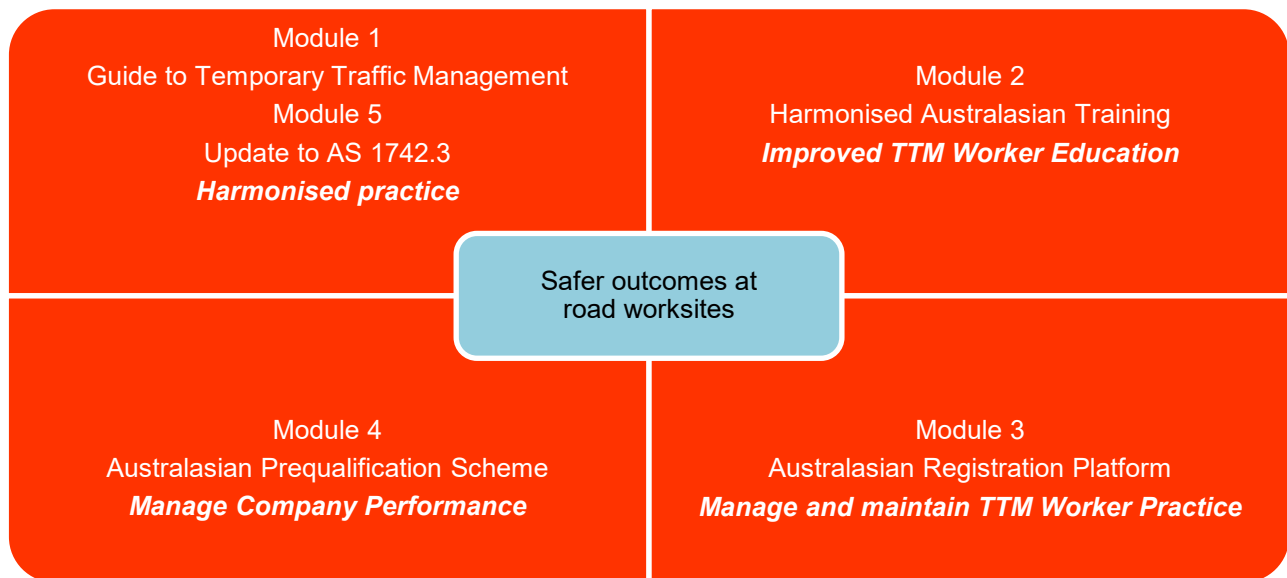 Module 1
Guide to Temporary Traffic Management
Module 5
Update to AS 1742.3
Harmonised practice
Module 2
Harmonised Australasian Training
Improved TTM Worker Education
Safer outcomes at
road worksites
Module 4
Australasian Prequalification Scheme
Manage Company Performance
Module 3
Australasian Registration Platform
Manage and maintain TTM Worker Practice